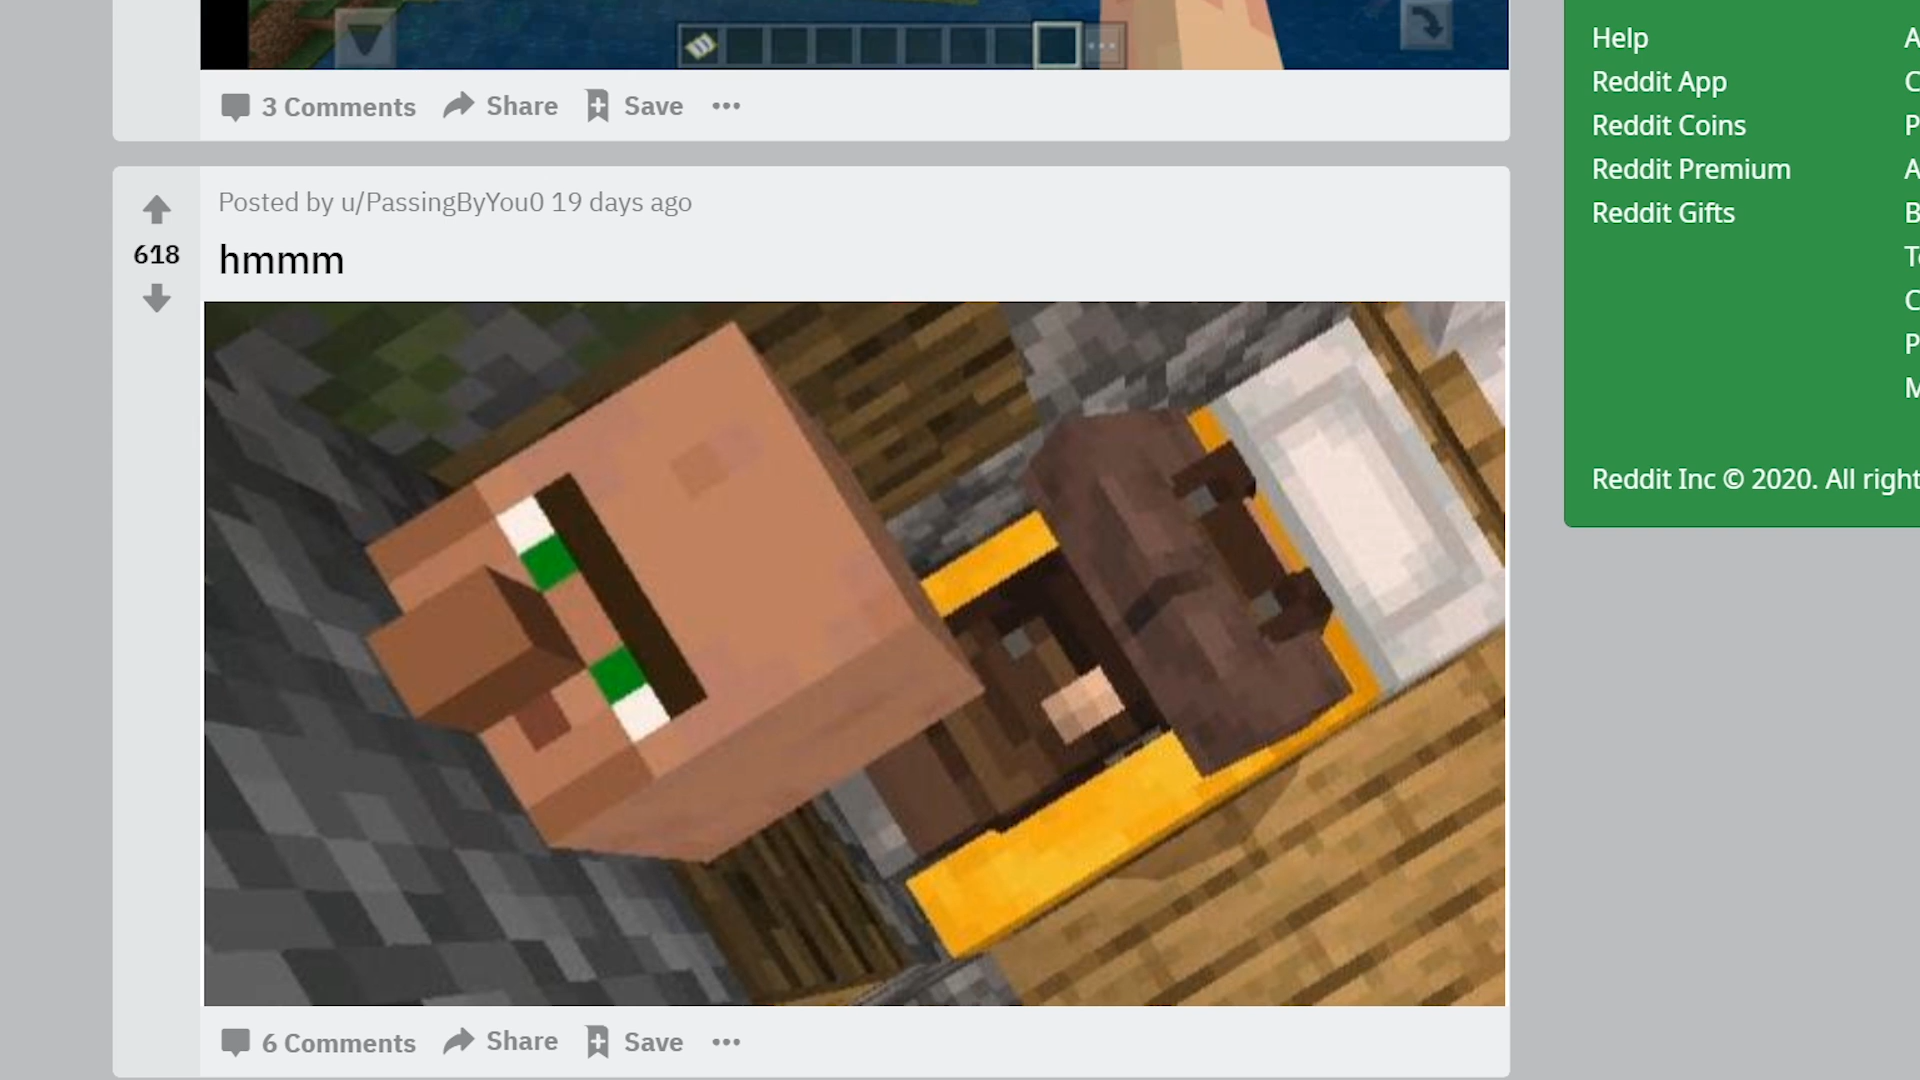 3 Comments Share Save
Posted by u/PassingByYou0 19 days ago
618
hmmm
6 Comments Share Save
Help
Reddit App
Reddit Coins
Reddit Premium
Reddit Gifts
Reddit Inc © 2020. All right